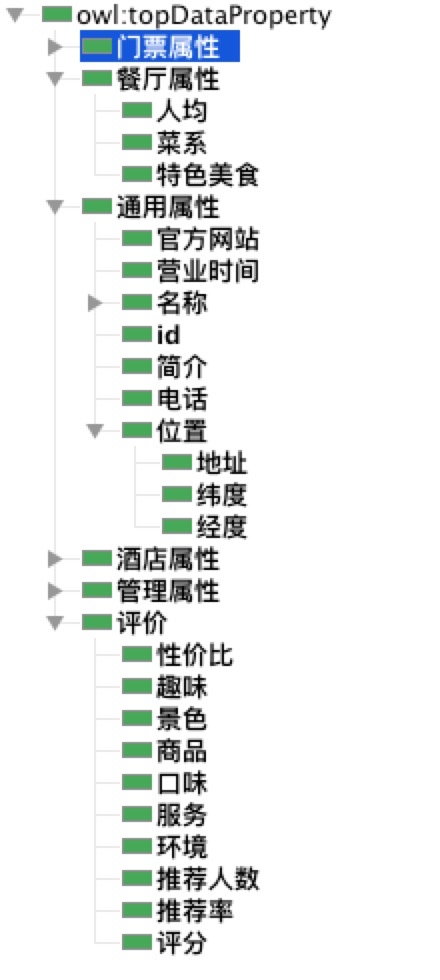 owl:topDataProperty
门票属性
餐厅属性
人均
菜系
特色美食
通用属性
官方网站
营业时间
名称
id
简介
电话
位置
地址
纬度
经度
酒店属性
管理属性
评价
性价比
趣味
景色
商品
口味
服务
环境
推荐人数
推荐率
评分